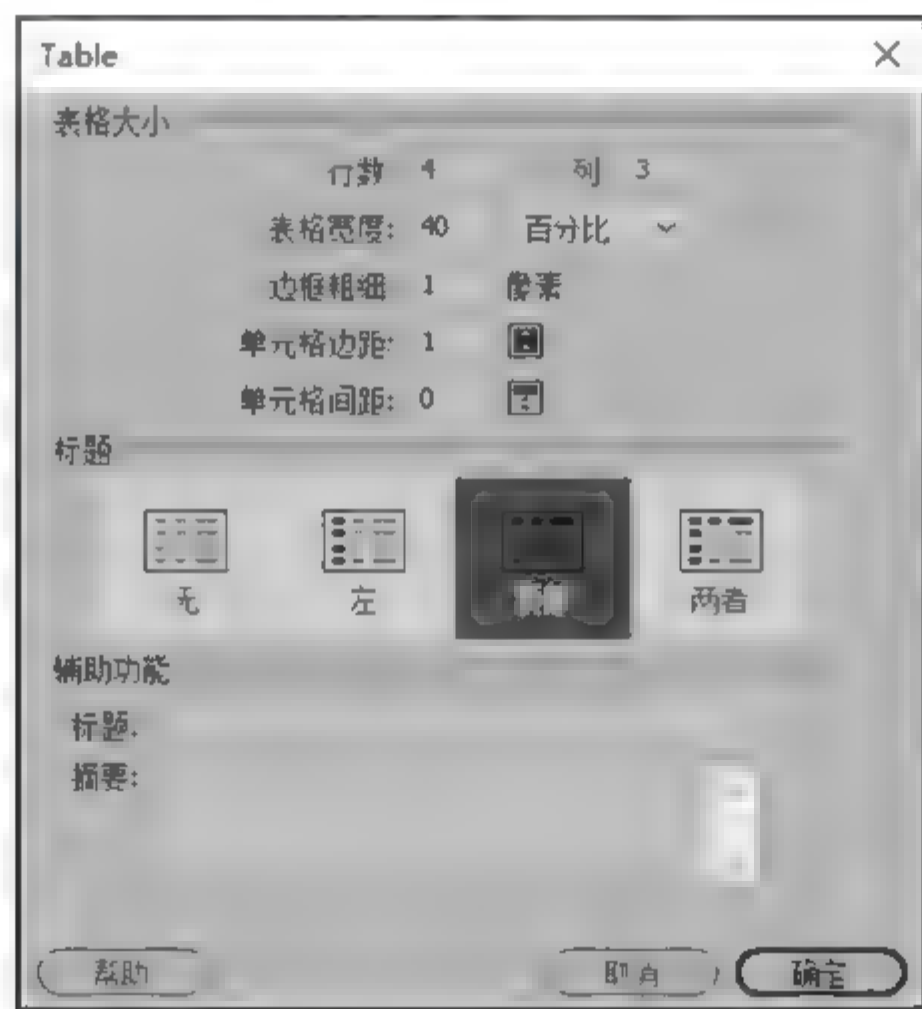 Table
表格大小
行数 4 列 3
表格宽度: 40 百分比
边框粗细 1 像素
单元格边距: 1
单元格间距: 0
标题
无 左 两者
辅助功能
标题:
摘要:
帮助 取消 确定